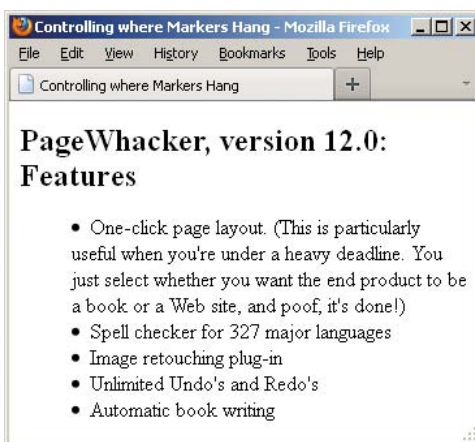 Controlling where Markers Hang - Mozilla Firefox
File Edit View History Bookmarks Tools Help
Controlling where Markers Hang
PageWhacker, version 12.0:
Features
• One-click page layout. (This is particularly
useful when you're under a heavy deadline. You
just select whether you want the end product to be
a book or a Web site, and poof, it's done!)
• Spell checker for 327 major languages
• Image retouching plug-in
• Unlimited Undo's and Redo's
• Automatic book writing